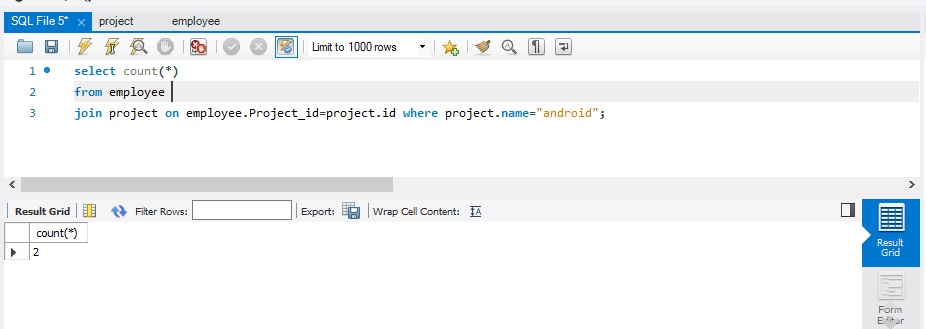 SQL File 5* × project employee
Limit to 1000 rows
1 select count(*)
2 from employee
3 join project on employee.Project_id=project.id where project.name="android";
Result Grid Filter Rows: Export: Wrap Cell Content: IA
count(*)
2
Result
Grid
Form
Editor